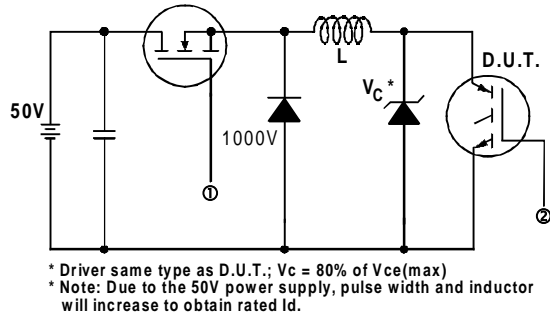 L
D.U.T.
VC *
50V
1000V
①
②
* Driver same type as D.U.T.; Vc = 80% of Vce(max)
* Note: Due to the 50V power supply, pulse width and inductor
will increase to obtain rated Id.